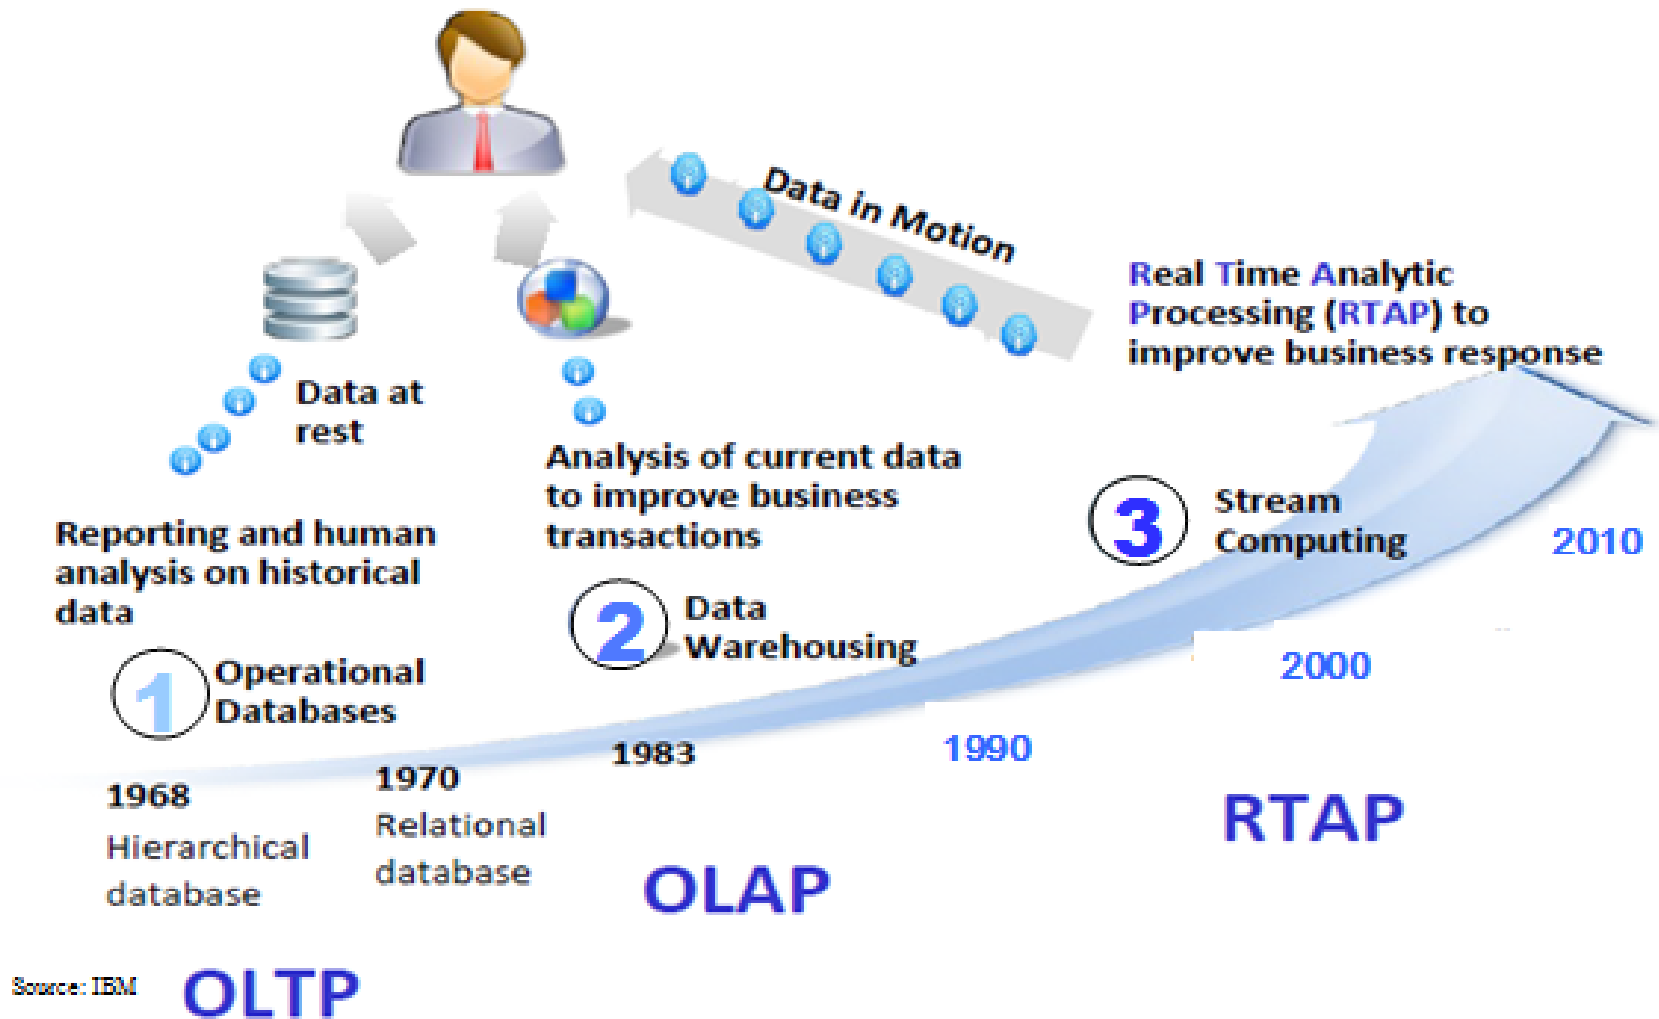 Data in Motion
Real Time Analytic
Processing (RTAP) to
improve business response
Data at
rest
Analysis of current data
to improve business
transactions
Reporting and human
analysis on historical
data
3
Stream
Computing
2010
2
Data
Warehousing
2000
1
Operational
Databases
1983
1990
1970
Relational
database
1968
Hierarchical
database
RTAP
OLAP
Source: IBM
OLTP